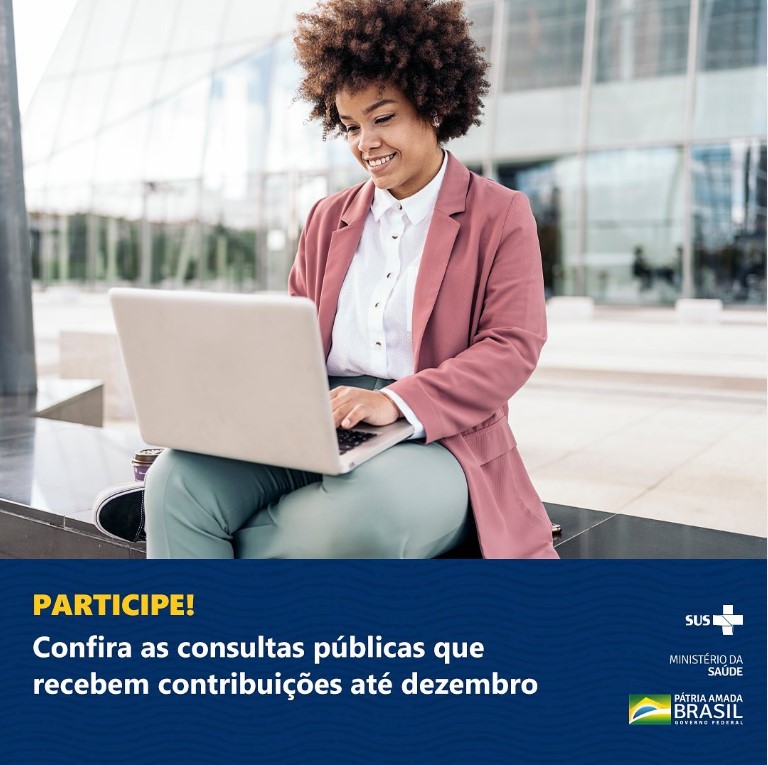 PARTICIPE!
Confira as consultas públicas que
recebem contribuições até dezembro
SUS
MINISTÉRIO DA
SAÚDE
PÁTRIA AMADA
BRASIL
GOVERNO FEDERAL